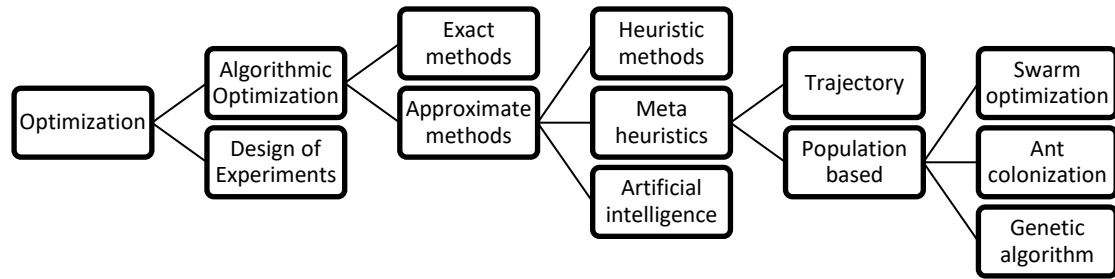 Optimization
Algorithmic
Optimization
Design of
Experiments
Exact
methods
Approximate
methods
Heuristic
methods
Meta
heuristics
Artificial
intelligence
Trajectory
Population
based
Swarm
optimization
Ant
colonization
Genetic
algorithm